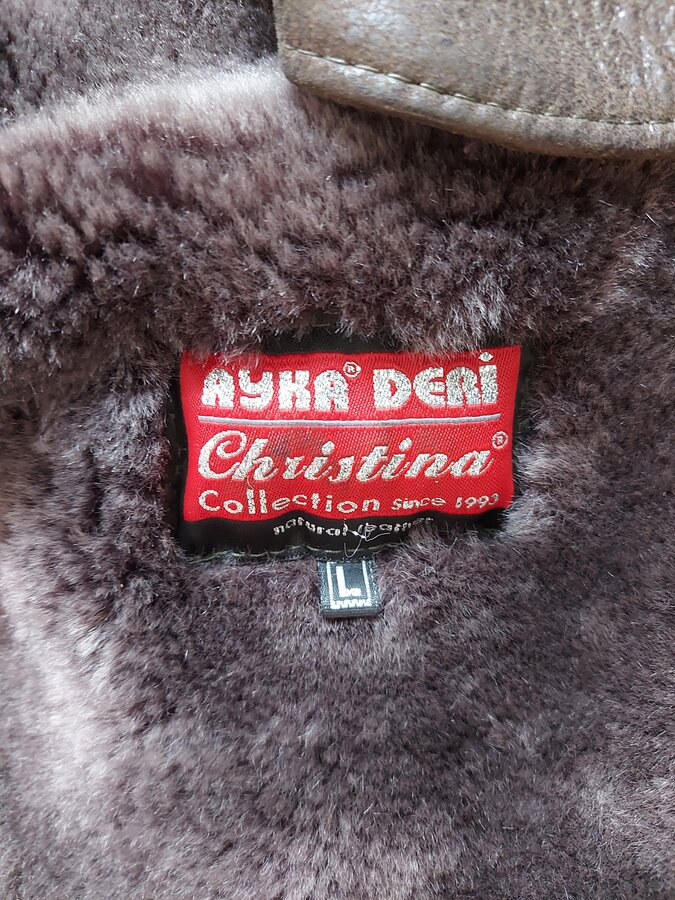 AYKA® DERİ
Christina®
Collection Since 1993
natural leather
L